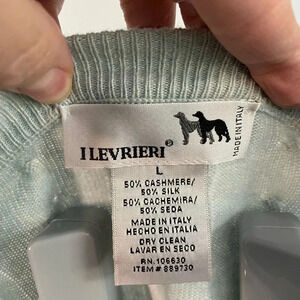 I LEVRIERI®
MADE IN ITALY
L
50% CASHMERE/
50% SILK
50% CACHEMIRA/
50% SEDA
MADE IN ITALY
HECHO EN ITALIA
DRY CLEAN
LAVAR EN SECO
RN. 106630
ITEM# 889730